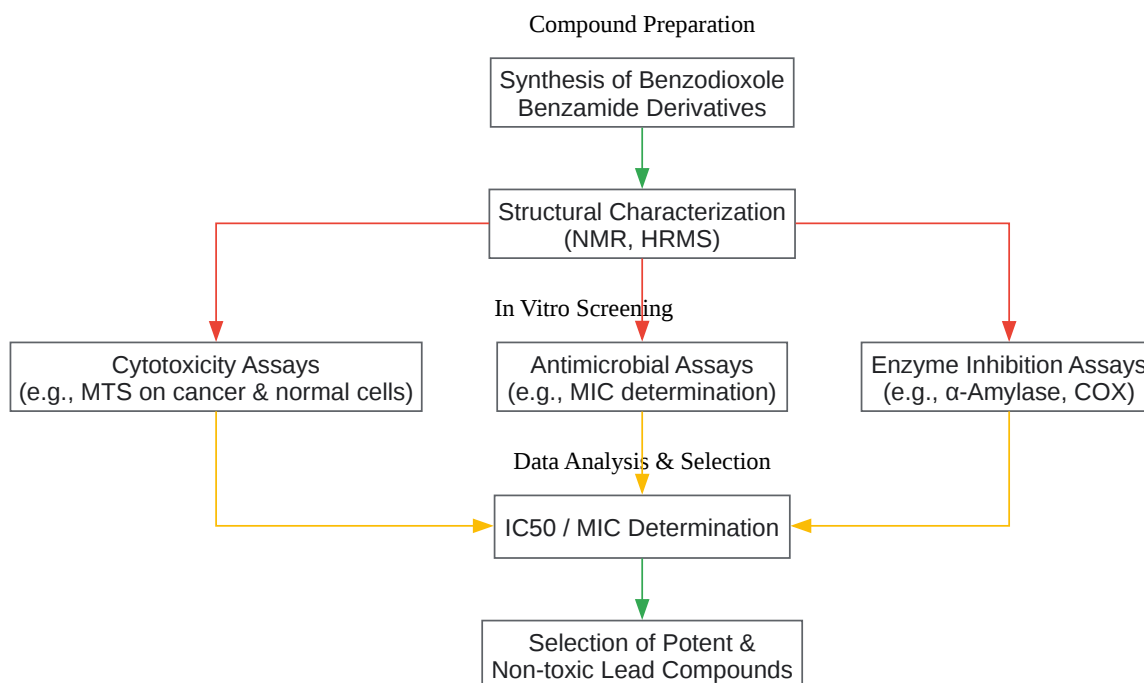 Compound Preparation
Synthesis of Benzodioxole
Benzamide Derivatives
Structural Characterization
(NMR, HRMS)
In Vitro Screening
Cytotoxicity Assays
(e.g., MTS on cancer & normal cells)
Antimicrobial Assays
(e.g., MIC determination)
Enzyme Inhibition Assays
(e.g., α-Amylase, COX)
Data Analysis & Selection
IC50 / MIC Determination
Selection of Potent &
Non-toxic Lead Compounds